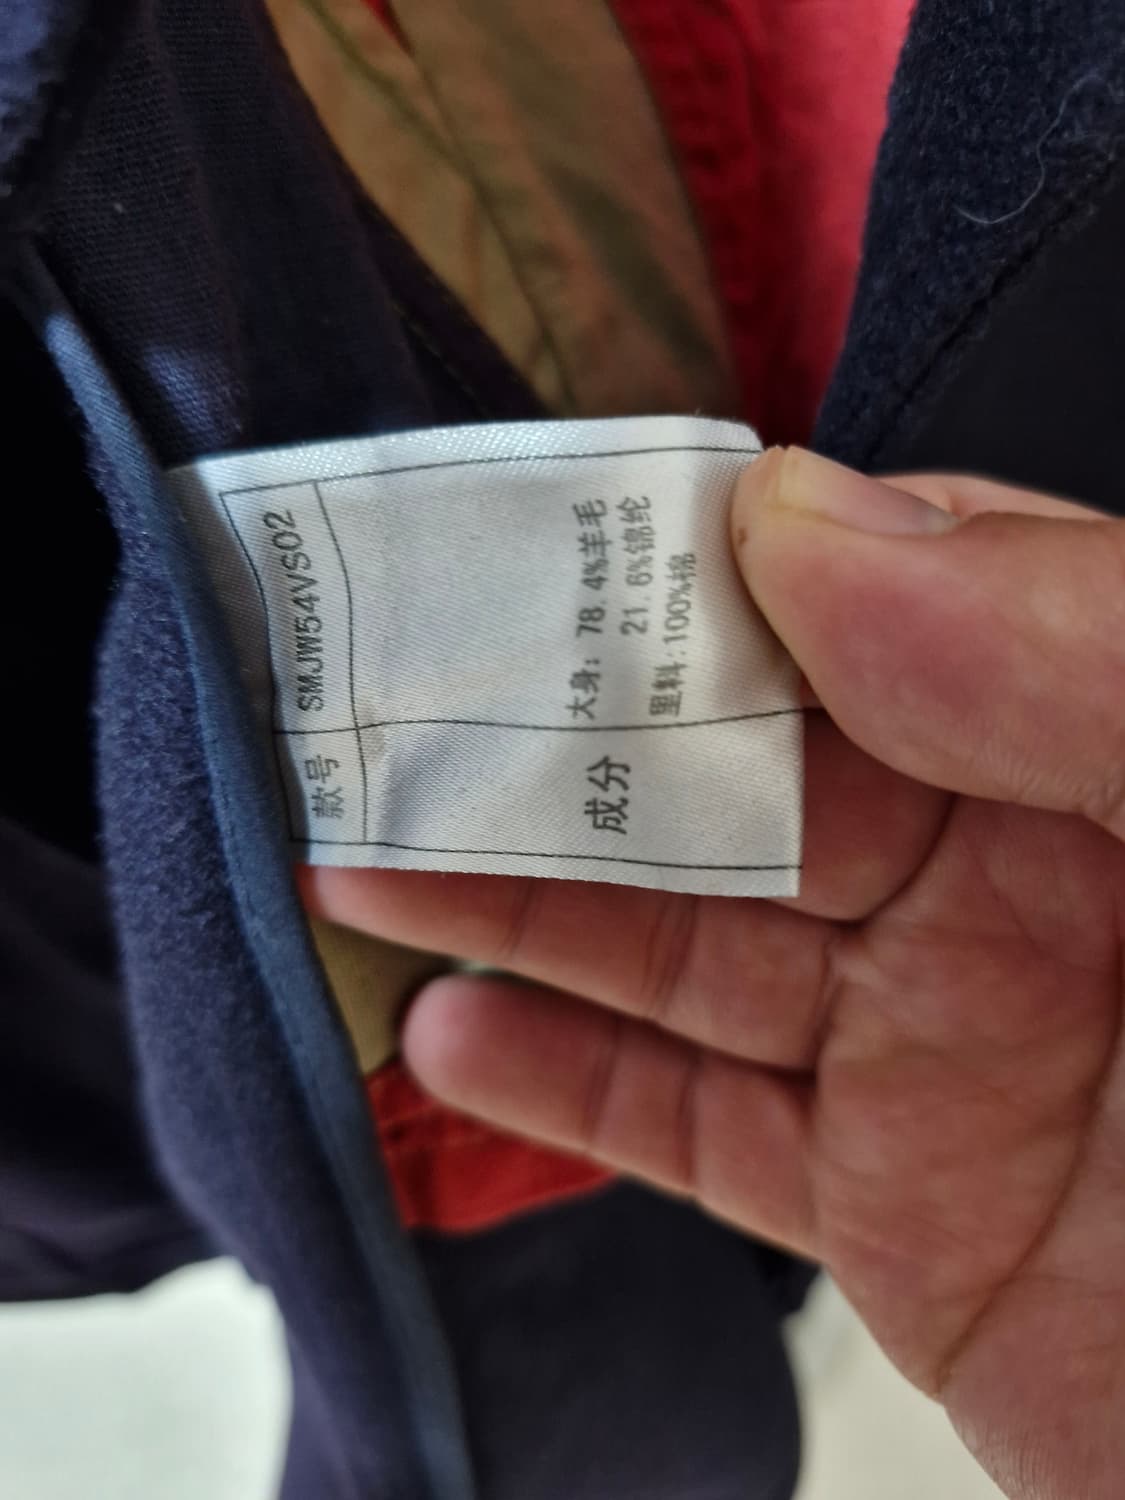 款号 SMJW54VS02
成分
大身: 78.4%羊毛
21.6%锦纶
里料:100%棉